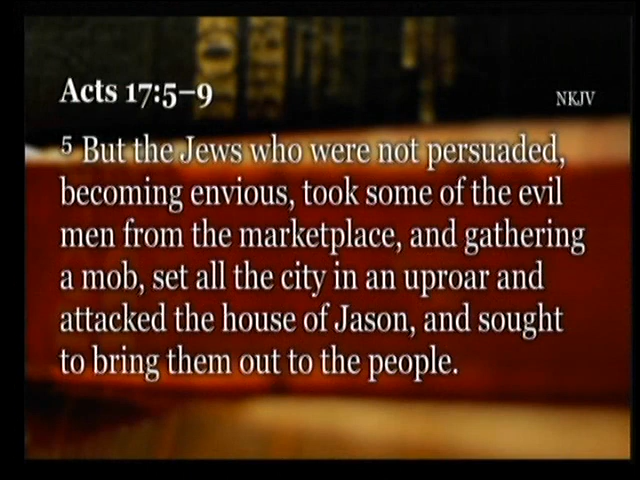 Acts 17:5–9
NKJV
5 But the Jews who were not persuaded,
becoming envious, took some of the evil
men from the marketplace, and gathering
a mob, set all the city in an uproar and
attacked the house of Jason, and sought
to bring them out to the people.